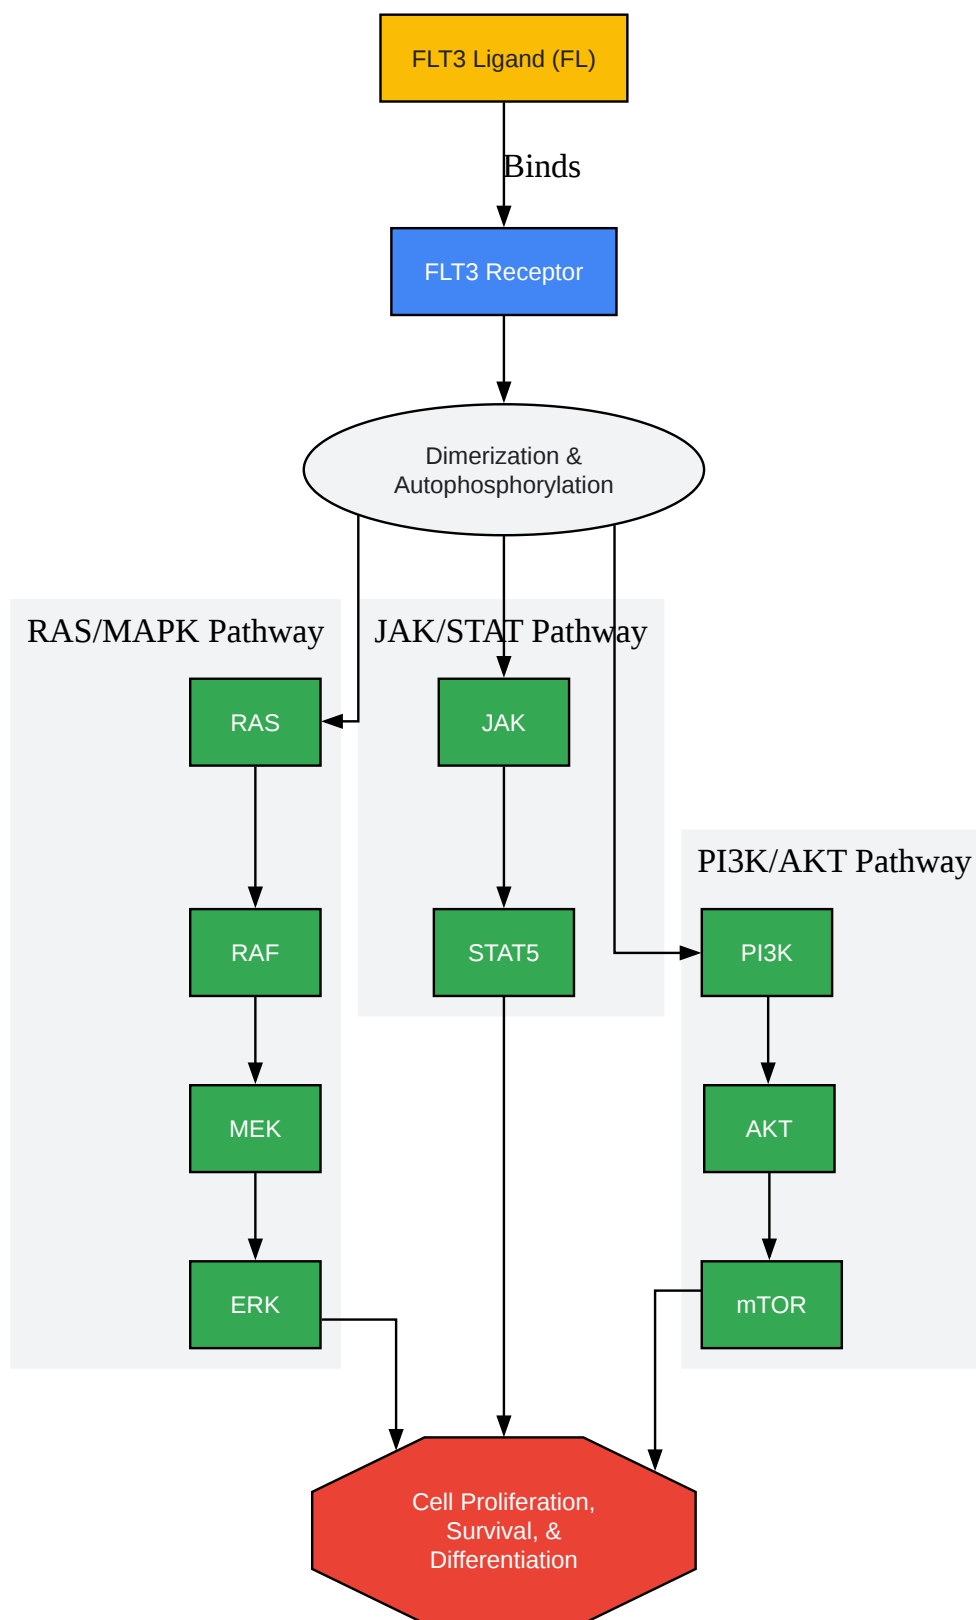 FLT3 Ligand (FL)
Binds
FLT3 Receptor
Dimerization &
Autophosphorylation
RAS/MAPK Pathway
JAK/STAT Pathway
RAS
JAK
PI3K/AKT Pathway
RAF
STAT5
PI3K
MEK
AKT
ERK
mTOR
Cell Proliferation,
Survival, &
Differentiation